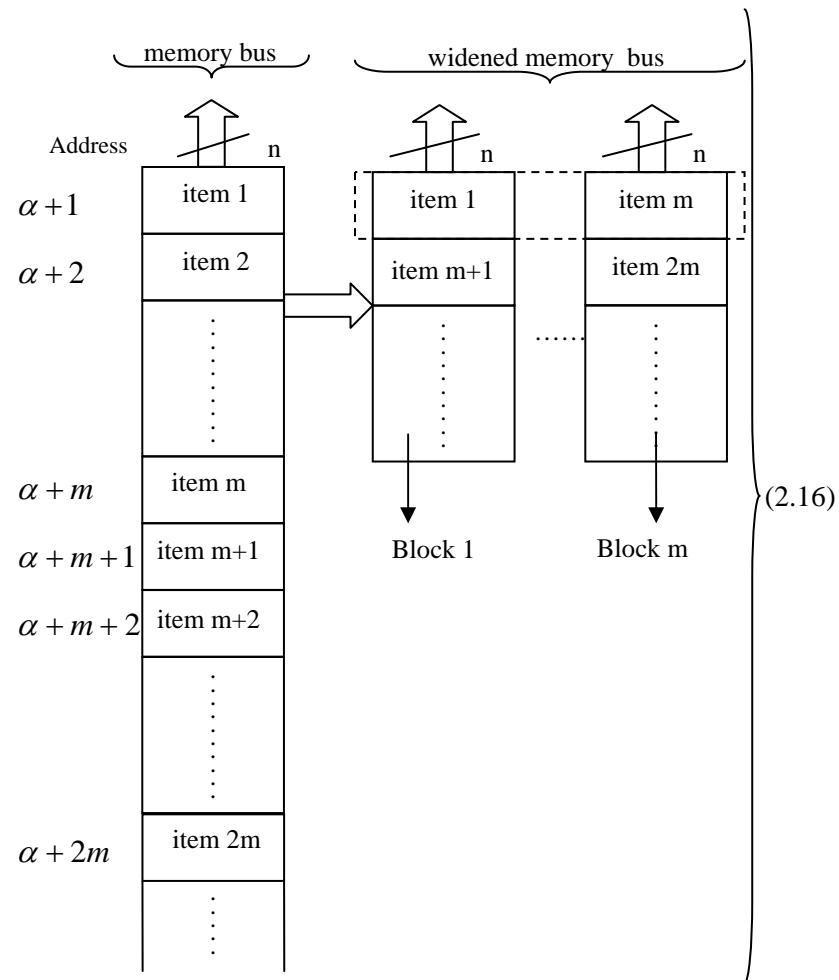 memory bus
widened memory bus
Address
n
n
n
α + 1
item 1
item 1
item m
α + 2
item 2
item m+1
item 2m
α + m
item m
(2.16)
α + m + 1
item m+1
Block 1
Block m
α + m + 2
item m+2
α + 2m
item 2m